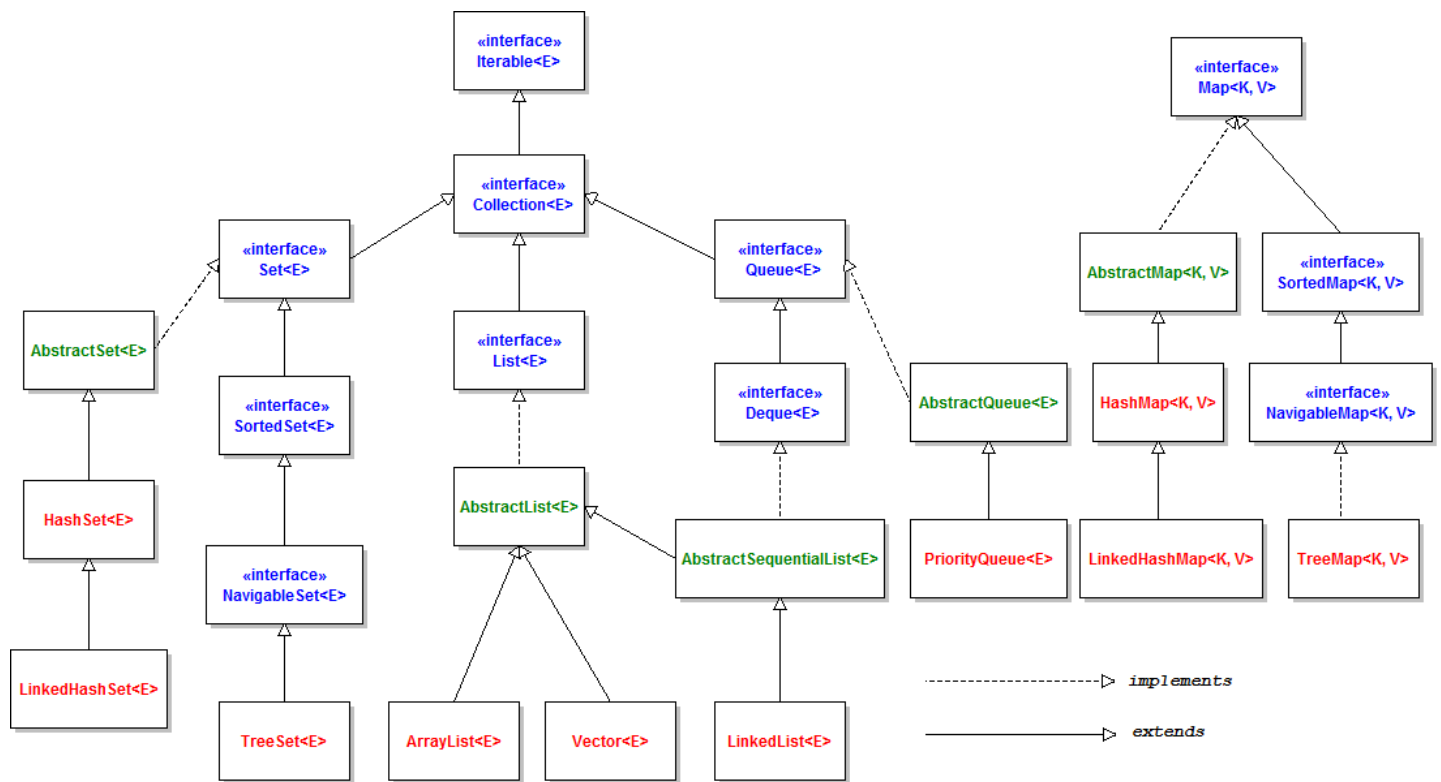 «interface»
Iterable<E>
«interface»
Map<K, V>
«interface»
Collection<E>
«interface»
Set<E>
«interface»
Queue<E>
AbstractMap<K, V>
«interface»
SortedMap<K, V>
AbstractSet<E>
«interface»
List<E>
«interface»
SortedSet<E>
«interface»
Deque<E>
AbstractQueue<E>
HashMap<K, V>
«interface»
NavigableMap<K, V>
HashSet<E>
AbstractList<E>
«interface»
NavigableSet<E>
AbstractSequentialList<E>
PriorityQueue<E>
LinkedHashMap<K, V>
TreeMap<K, V>
LinkedHashSet<E>
TreeSet<E>
ArrayList<E>
Vector<E>
LinkedList<E>
implements
extends